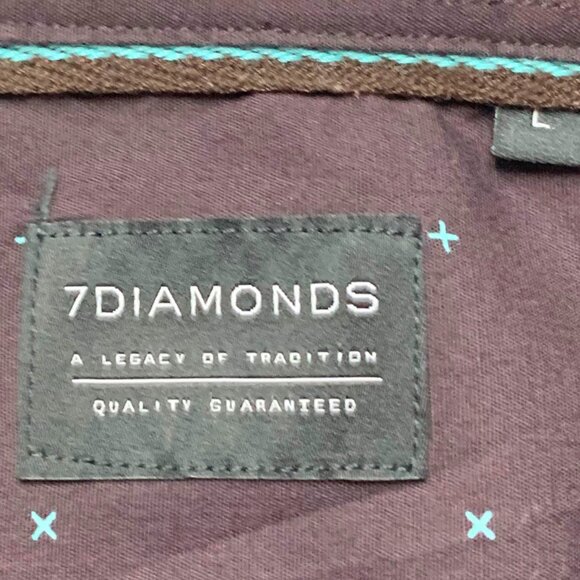 L
7DIAMONDS
A LEGACY OF TRADITION
QUALITY GUARANTEED